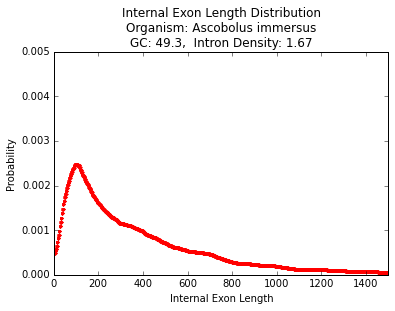 Internal Exon Length Distribution
Organism: Ascobolus immersus
GC: 49.3,  Intron Density: 1.67
0.005
0.004
0.003
0.002
0.001
0.000
Probability
0 200 400 600 800 1000 1200 1400
Internal Exon Length